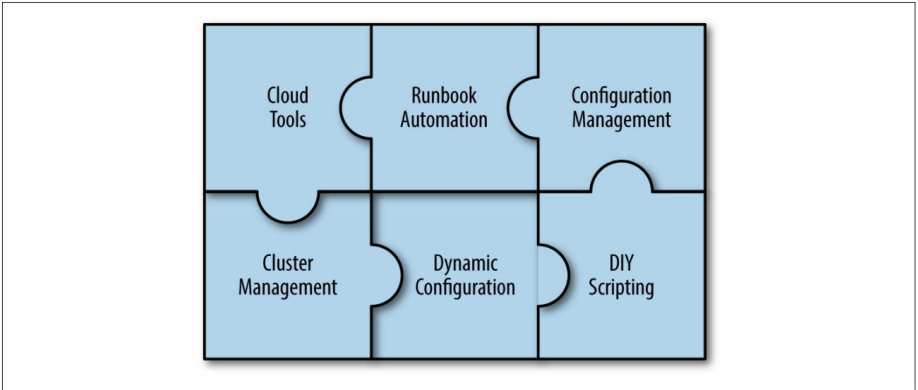 Cloud
Tools
Runbook
Automation
Configuration
Management
Cluster
Management
Dynamic
Configuration
DIY
Scripting